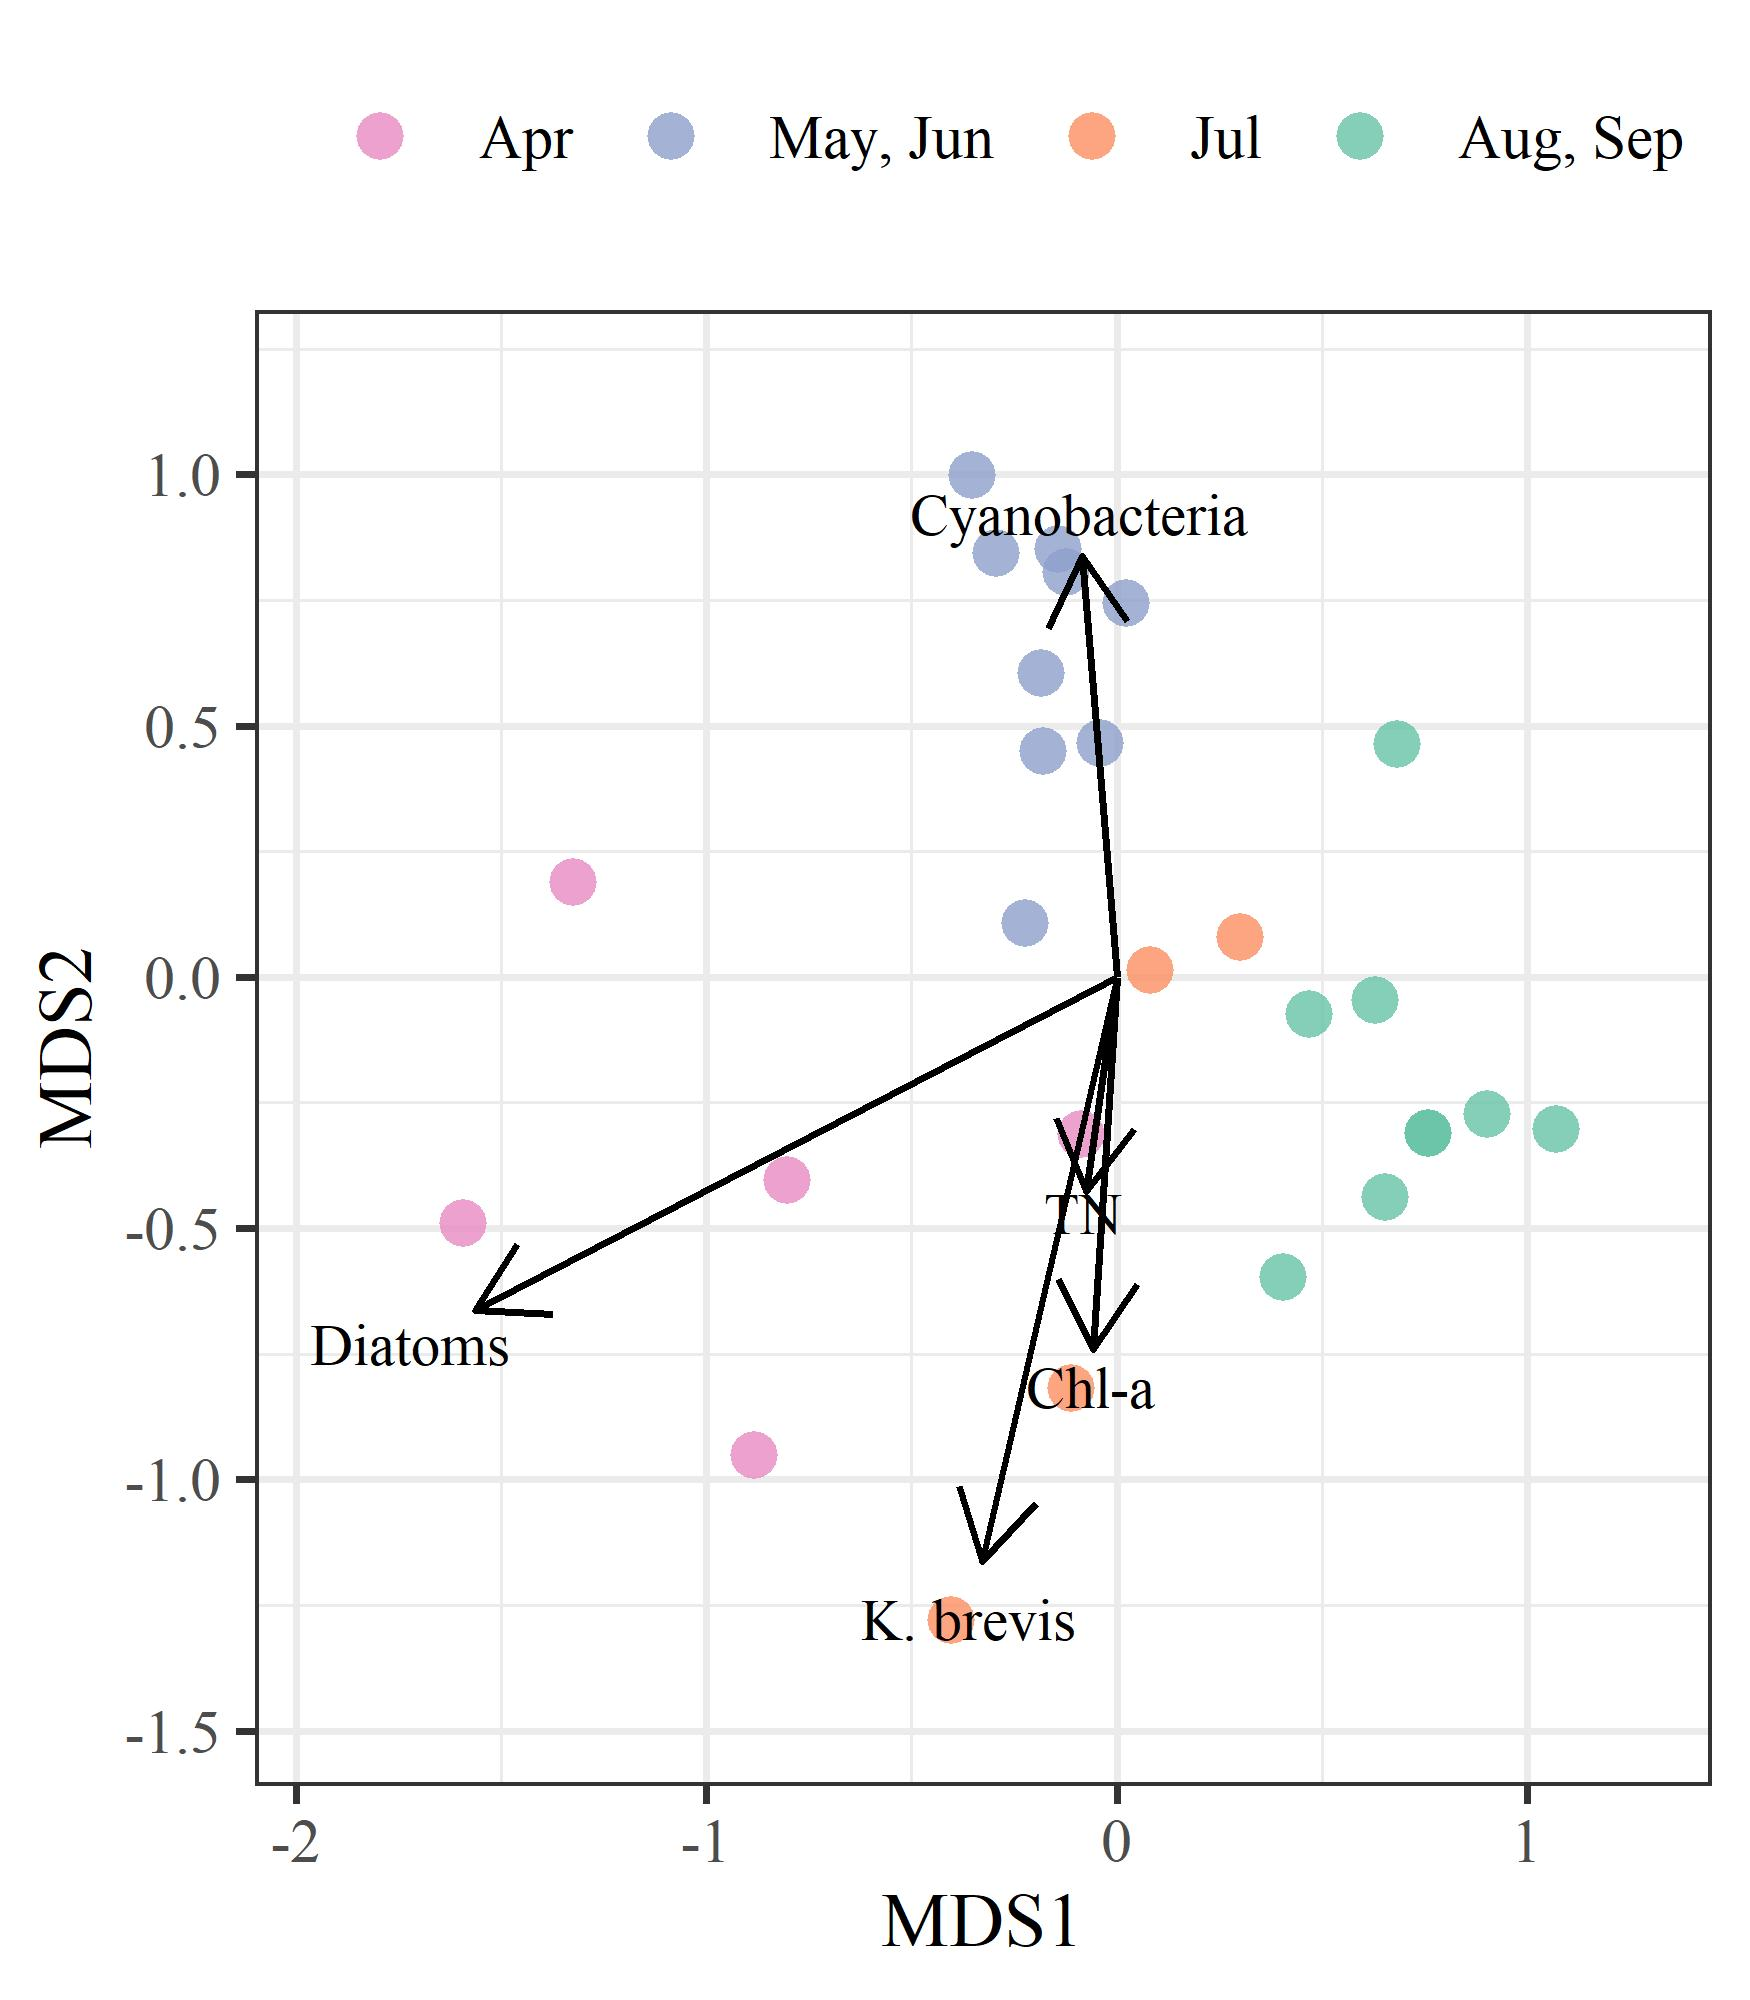 Apr May, Jun Jul Aug, Sep
1.0
Cyanobacteria
0.5
0.0
MDS2
-0.5
TN
Diatoms
Chl-a
-1.0
K. brevis
-1.5
-2 -1 0 1
MDS1